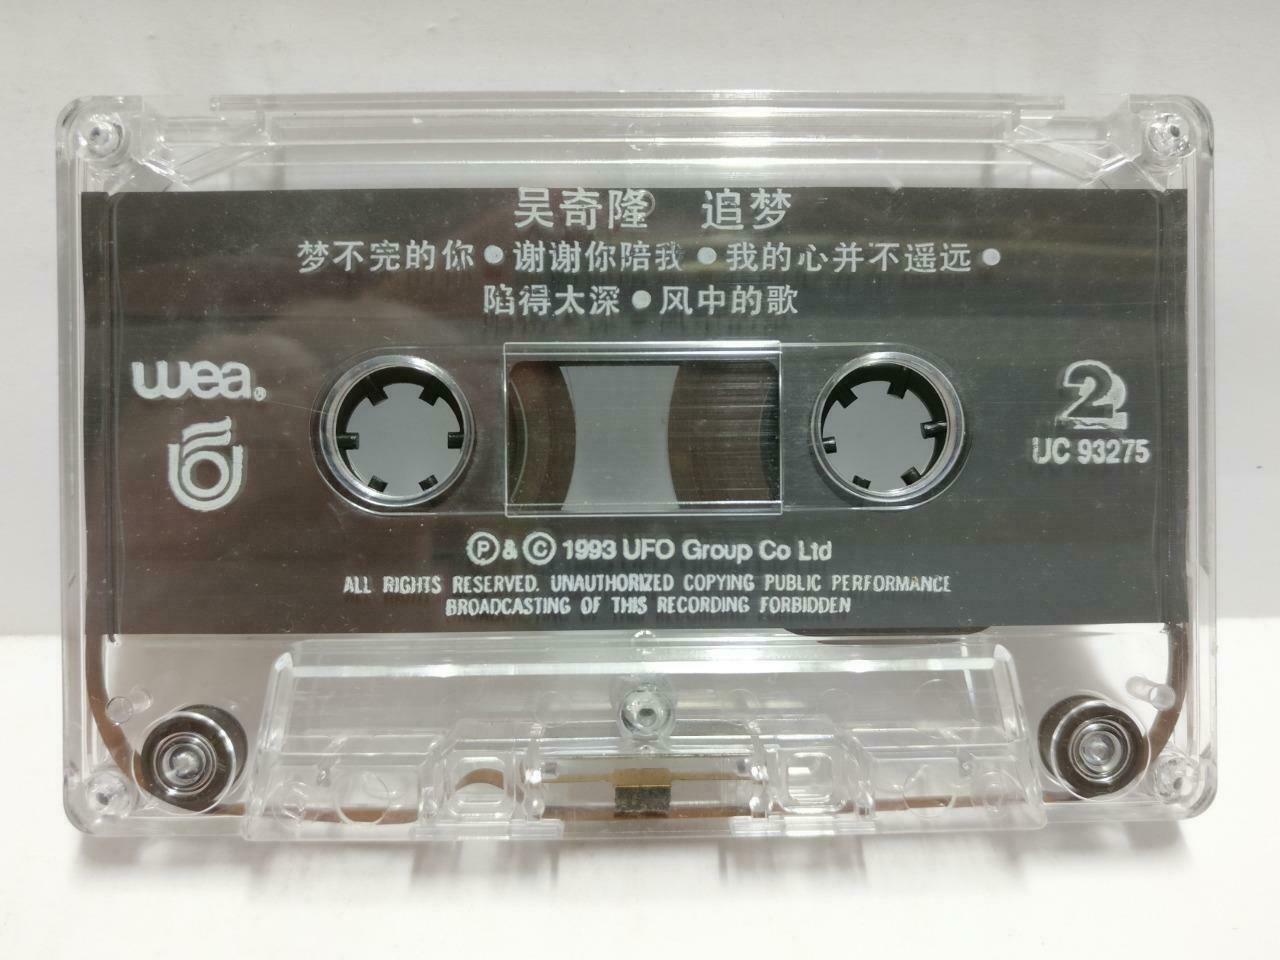 吴奇隆 追梦
梦不完的你●谢谢你陪我●我的心并不遥远●
陷得太深●风中的歌
wea.
2
UC 93275
Ⓟ & © 1993 UFO Group Co Ltd
ALL RIGHTS RESERVED. UNAUTHORIZED COPYING PUBLIC PERFORMANCE
BROADCASTING OF THIS RECORDING FORBIDDEN